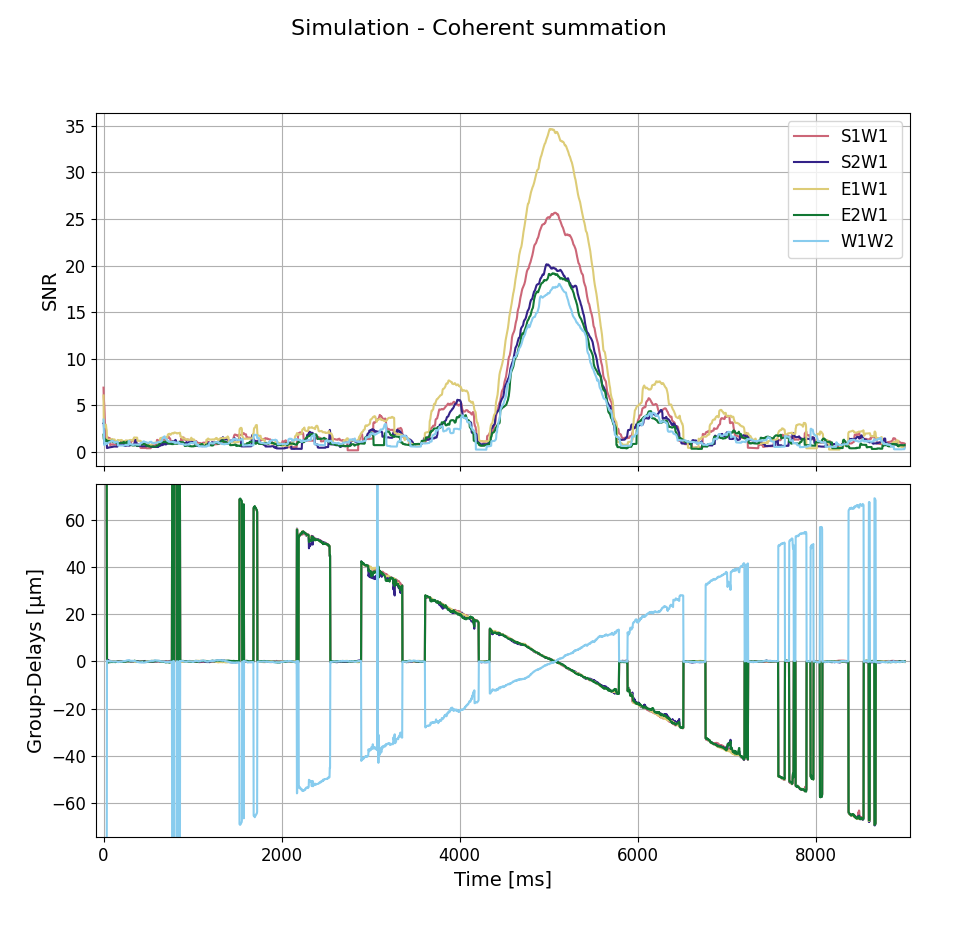 Simulation - Coherent summation
35
30
25
20
15
10
5
0
SNR
S1W1
S2W1
E1W1
E2W1
W1W2
60
40
20
0
−20
−40
−60
Group-Delays [µm]
0 2000 4000 6000 8000
Time [ms]